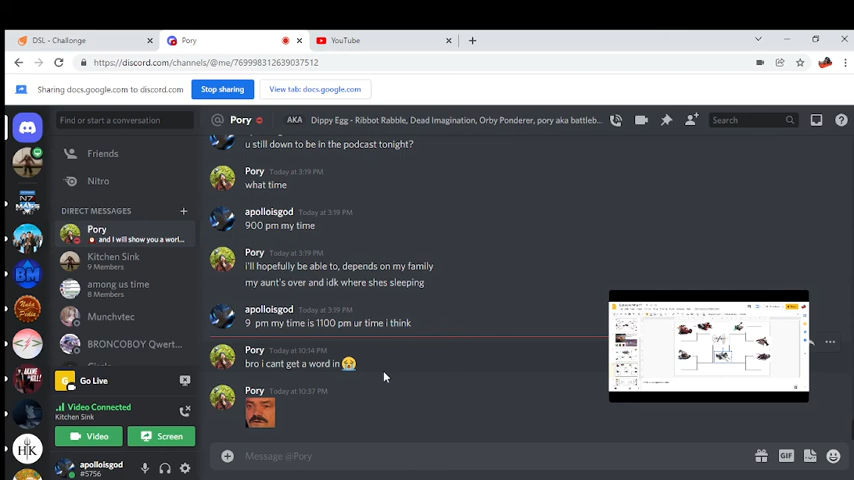 DSL - Challonge
Pory
YouTube
https://discord.com/channels/@me/769998312639037512
Sharing docs.google.com to discord.com
Stop sharing
View tab: docs.google.com
Find or start a conversation
@ Pory
AKA
Dippy Egg - Ribbot Rabble, Dead Imagination, Orby Ponderer, pory aka battleb...
Search
Friends
Nitro
DIRECT MESSAGES
Pory
and I will show you a worl...
Kitchen Sink
9 Members
among us time
8 Members
Munchvtec
BRONCOBOY Qwert...
Go Live
Video Connected
Kitchen Sink
Video
Screen
apolloisgod
#5756
u still down to be in the podcast tonight?
Pory Today at 3:19 PM
what time
apolloisgod Today at 3:19 PM
900 pm my time
Pory Today at 3:19 PM
i'll hopefully be able to, depends on my family
my aunt's over and idk where shes sleeping
apolloisgod Today at 3:19 PM
9 pm my time is 1100 pm ur time i think
Pory Today at 10:14 PM
bro i cant get a word in
Pory Today at 10:37 PM
Message @Pory
GIF